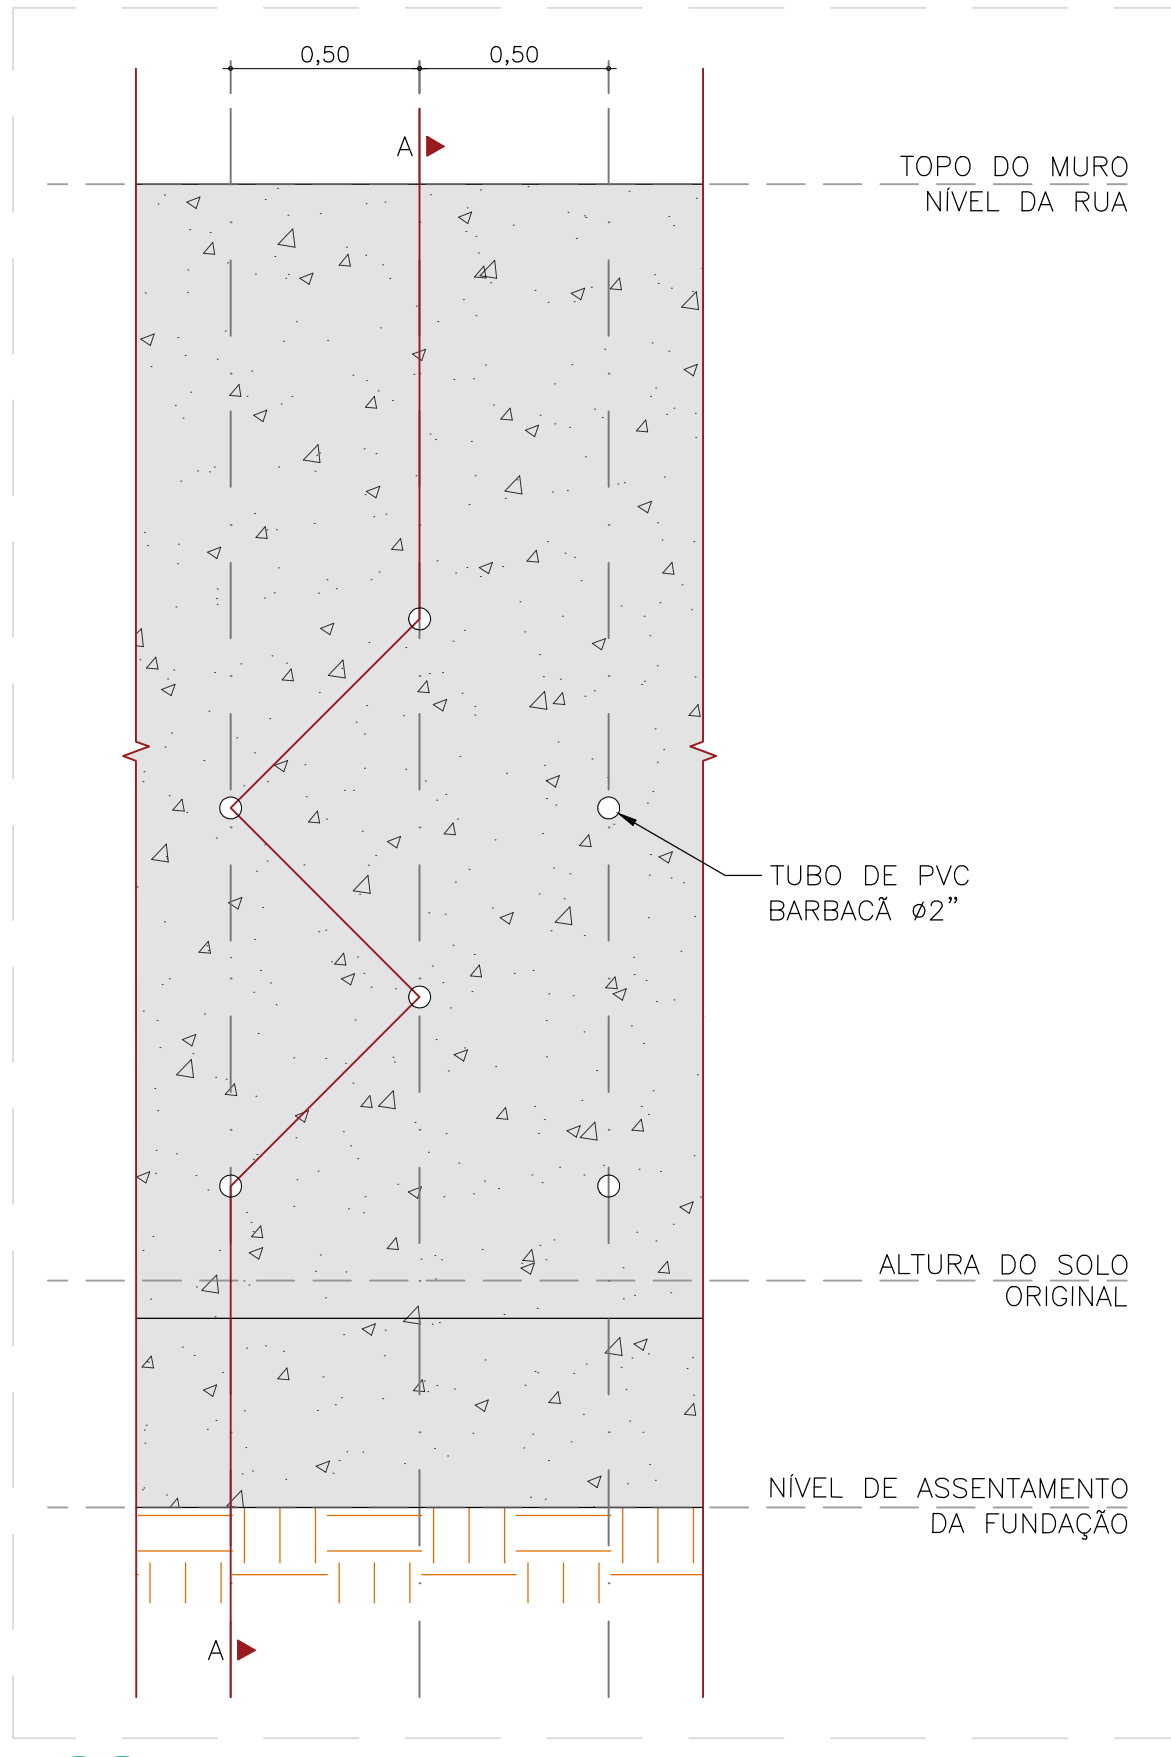 0,50
0,50
A
TOPO DO MURO
NÍVEL DA RUA
TUBO DE PVC
BARBACÃ ø2”
ALTURA DO SOLO
ORIGINAL
NÍVEL DE ASSENTAMENTO
DA FUNDAÇÃO
A